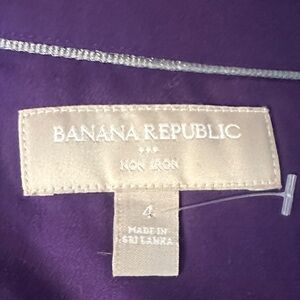 BANANA REPUBLIC
***
NON IRON
4
MADE IN
SRI LANKA